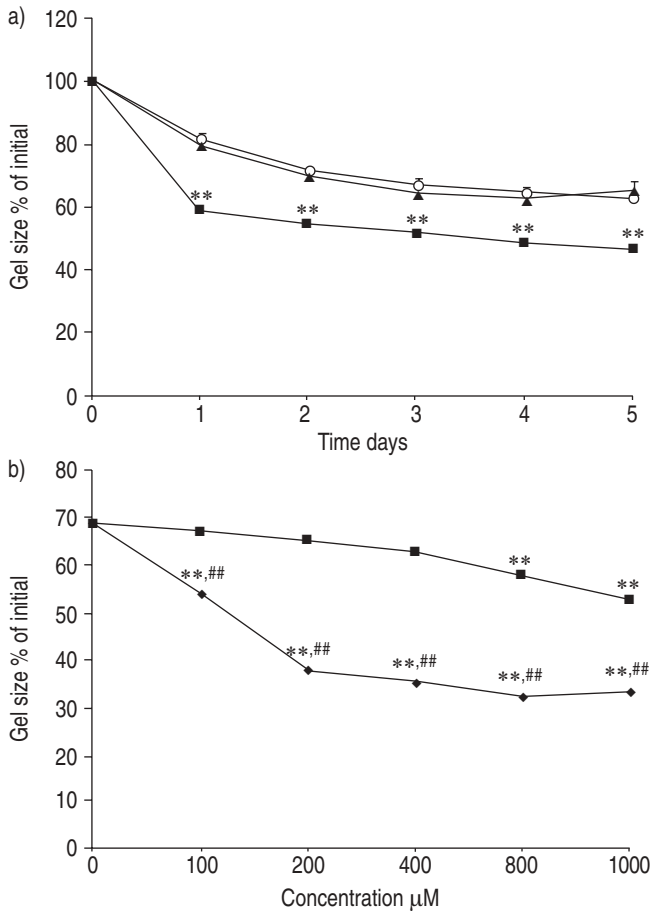 a)
120
100
80
60
40
20
0
Gel size % of initial
**
**
**
**
**
0 1 2 3 4 5
Time days
b)
80
70
60
50
40
30
20
10
0
Gel size % of initial
** **
**,##
**,## **,## **,## **,##
0 100 200 400 800 1000
Concentration μM